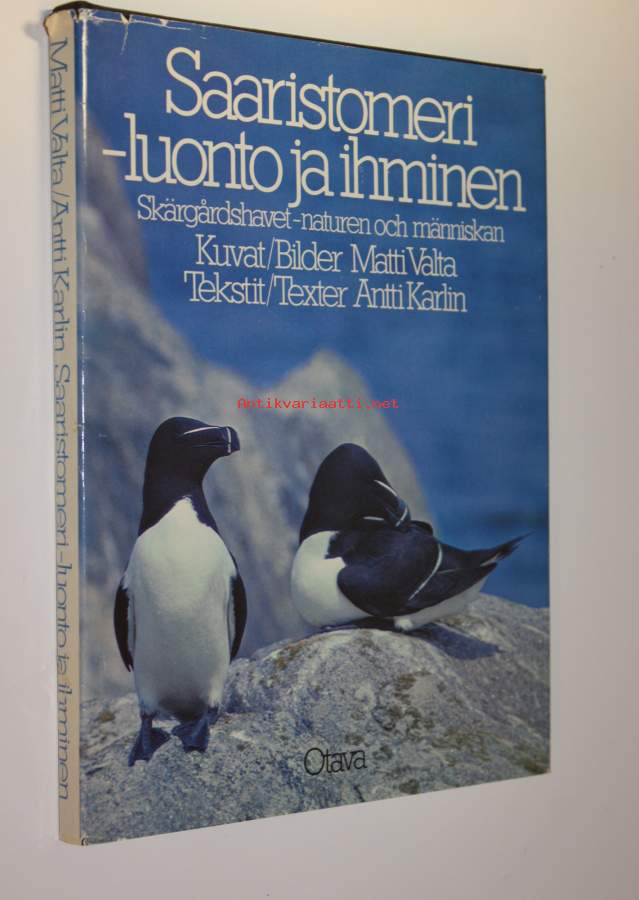 Saaristomeri
-luonto ja ihminen
Skärgårdshavet-naturen och människan
Kuvat/Bilder Matti Valta
Tekstit/Texter Antti Karlin
Antikvariaatti.net
Otava
Matti Valta/Antti Karlin Saaristomeri-luonto ja ihminen